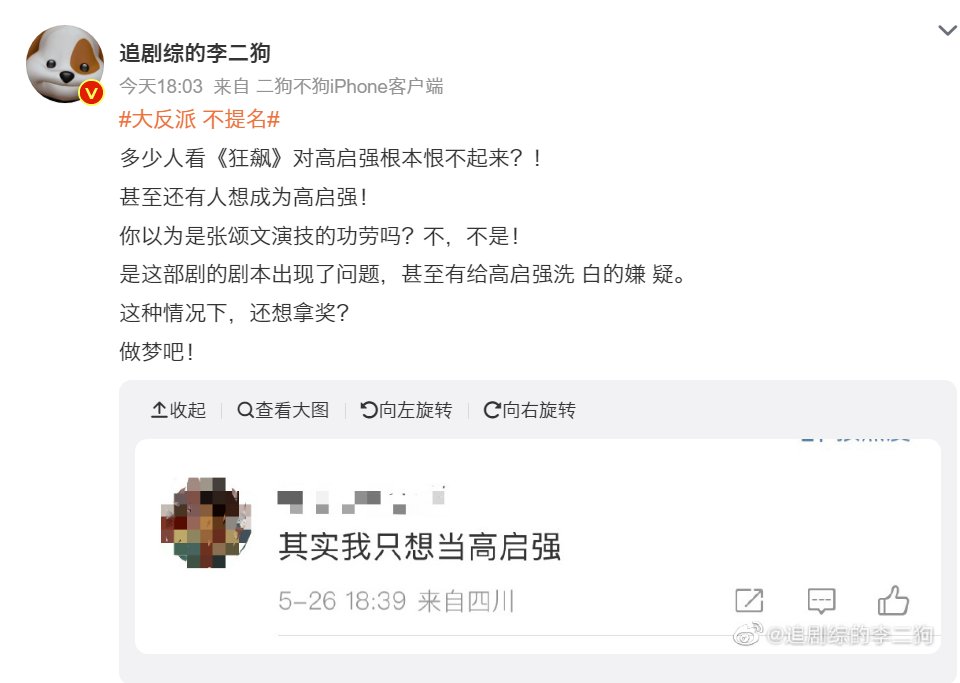 追剧综的李二狗
今天18:03 来自 二狗不狗iPhone客户端
#大反派 不提名#
多少人看《狂飙》对高启强根本恨不起来？！
甚至还有人想成为高启强！
你以为是张颂文演技的功劳吗？不，不是！
是这部剧的剧本出现了问题，甚至有给高启强洗 白的嫌 疑。
这种情况下，还想拿奖？
做梦吧！
收起 查看大图 向左旋转 向右旋转
其实我只想当高启强
5-26 18:39 来自四川
@追剧综的李二狗